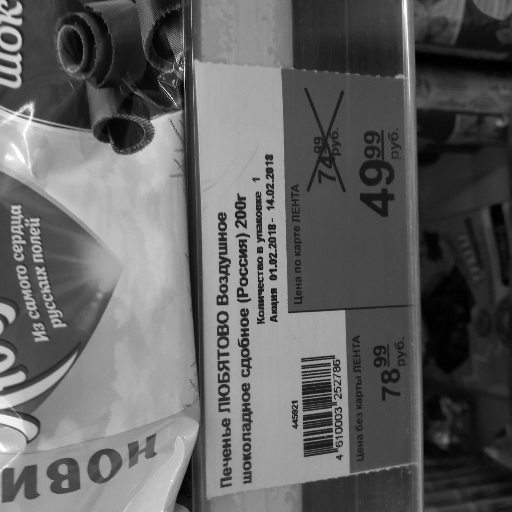 Печенье ЛЮБЯТОВО Воздушное
шоколадное сдобное (Россия) 200г
Количество в упаковке 1
Акция 01.02.2018 - 14.02.2018
Цена по карте ЛЕНТА
74 99
руб.
49 99
руб.
445921
4 610003 252786
Цена без карты ЛЕНТА
78 99
руб.
шок
Из самого сердца
русских полей
НОВИ